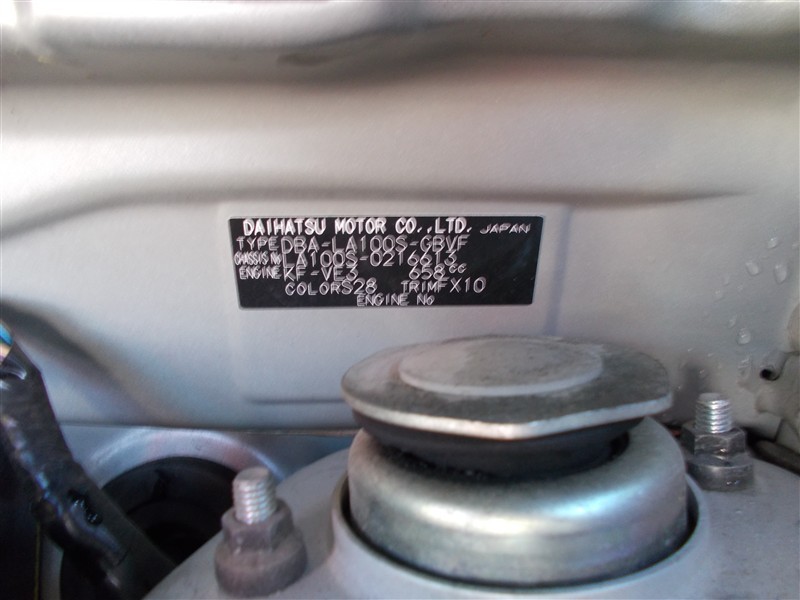 DAIHATSU MOTOR CO.,LTD. JAPAN
TYPE DBA-LA100S-GBVF
CHASSIS No LA100S-0216613
ENGINE KF-VE3 658cc
COLOR S28 TRIM FX10
ENGINE No